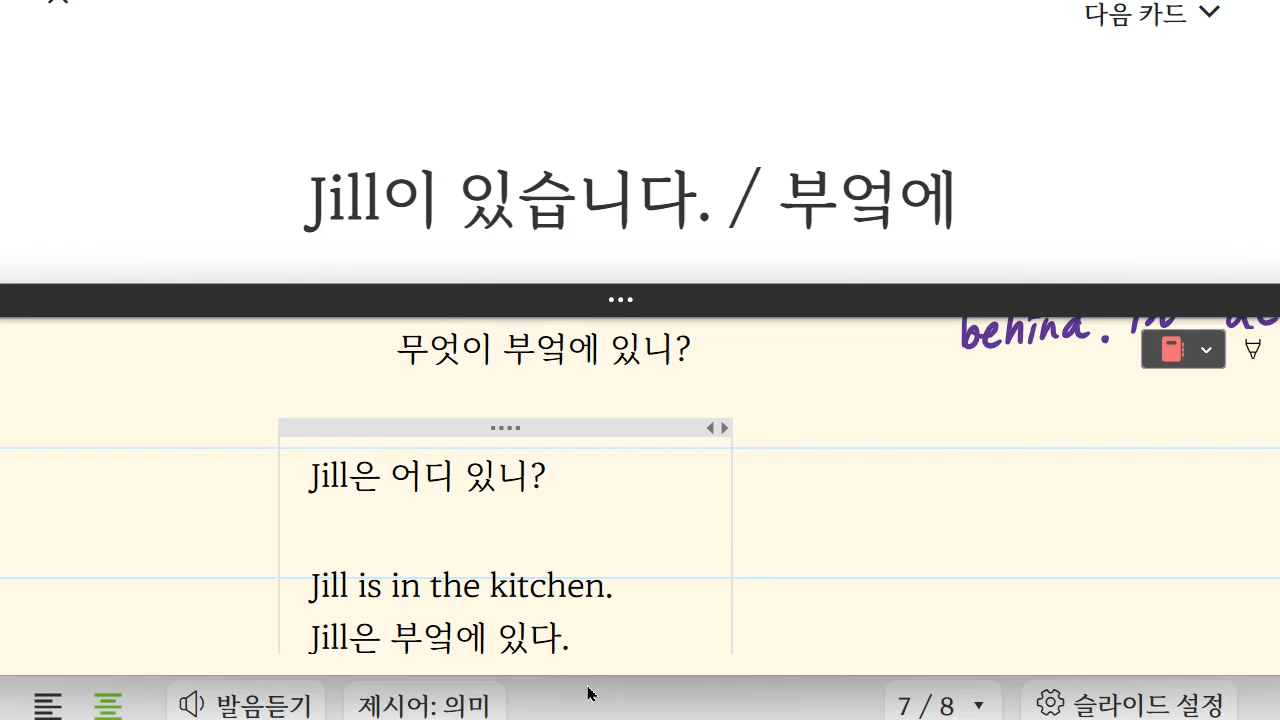 다음 카드
Jill이 있습니다. / 부엌에
behind.
무엇이 부엌에 있니?
Jill은 어디 있니?
Jill is in the kitchen.
Jill은 부엌에 있다.
발음듣기
제시어: 의미
7 / 8
슬라이드 설정